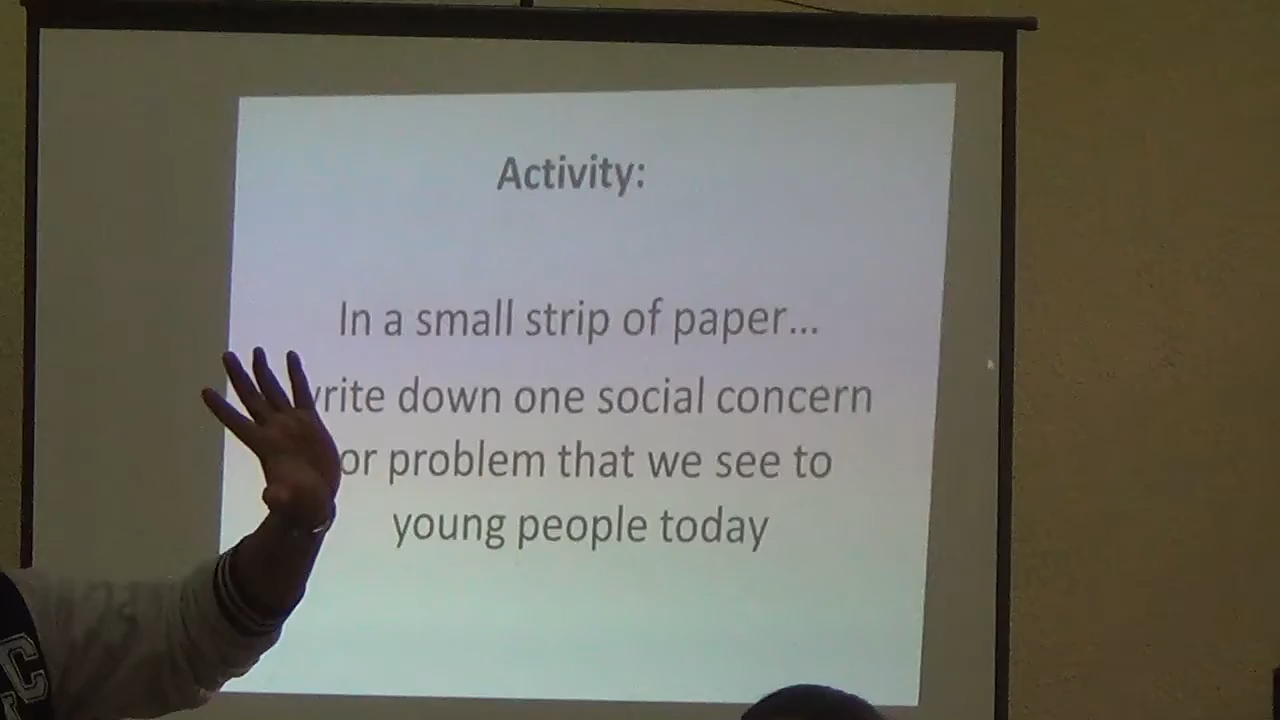 Activity:
In a small strip of paper...
write down one social concern
or problem that we see to
young people today
C